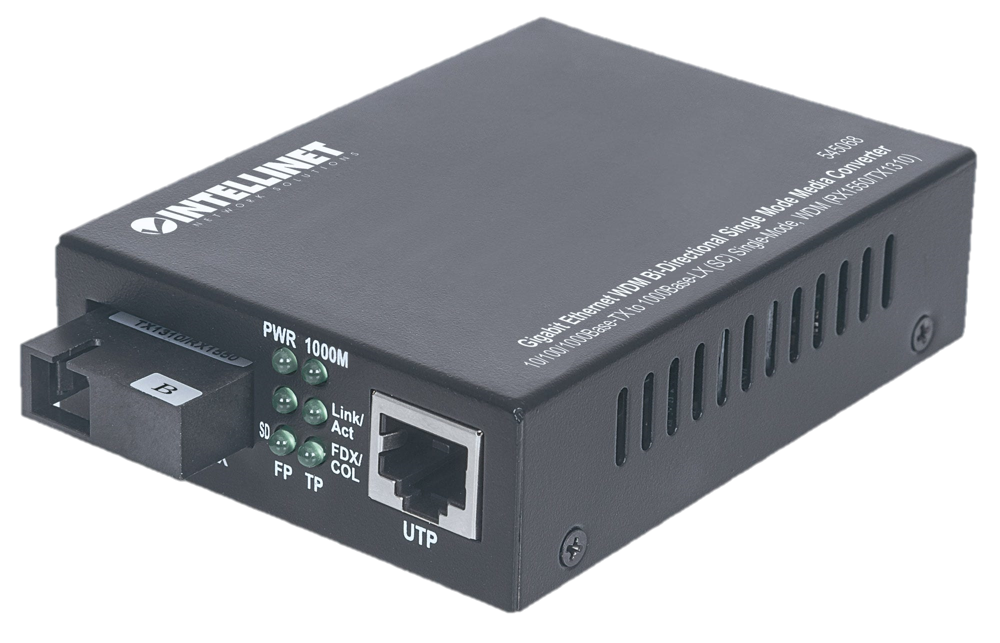 INTELLINET
NETWORK SOLUTIONS
545068
Gigabit Ethernet WDM Bi-Directional Single Mode Media Converter
10/100/1000Base-TX to 1000Base-LX (SC) Single-Mode, WDM (RX1550/TX1310)
TX1310/RX1550
B
PWR
1000M
Link/
Act
SD
FDX/
COL
FP
TP
UTP